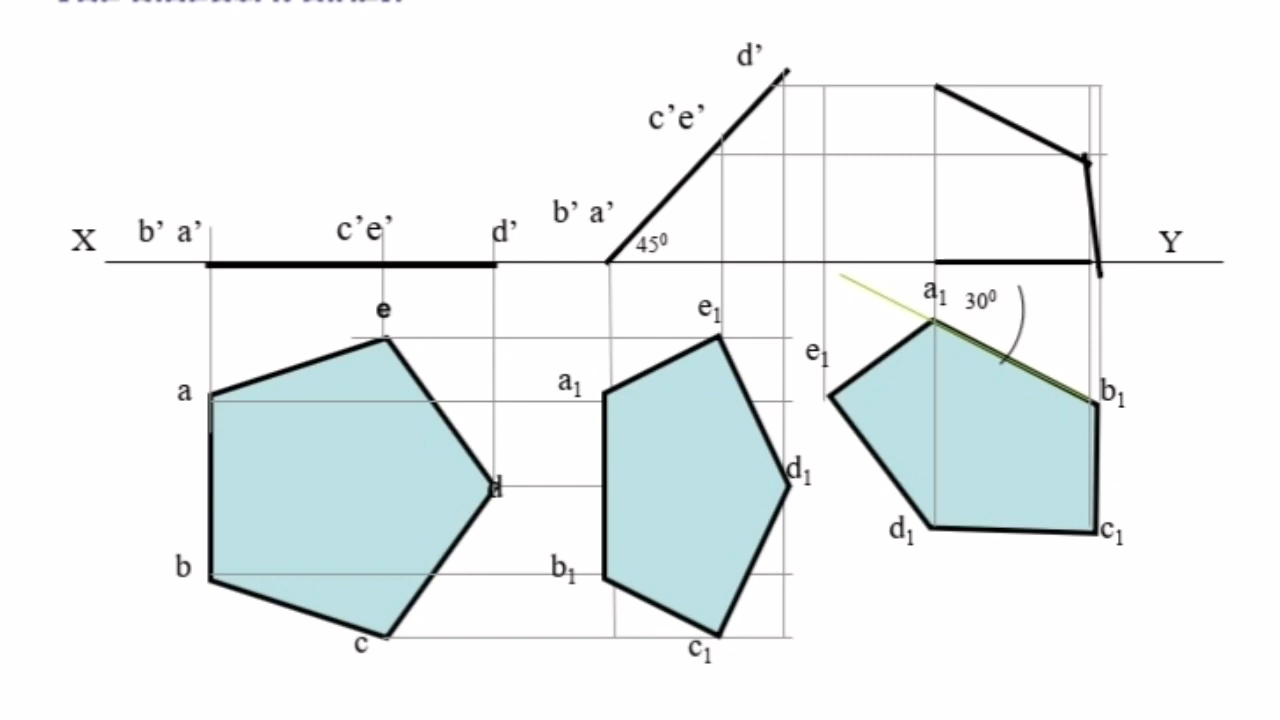 d’
c’e’
X b’ a’ c’e’ d’ b’ a’ 45⁰ Y
e e₁ a₁ 30⁰
e₁
a a₁ b₁
d d₁
d₁ c₁
b b₁
c c₁